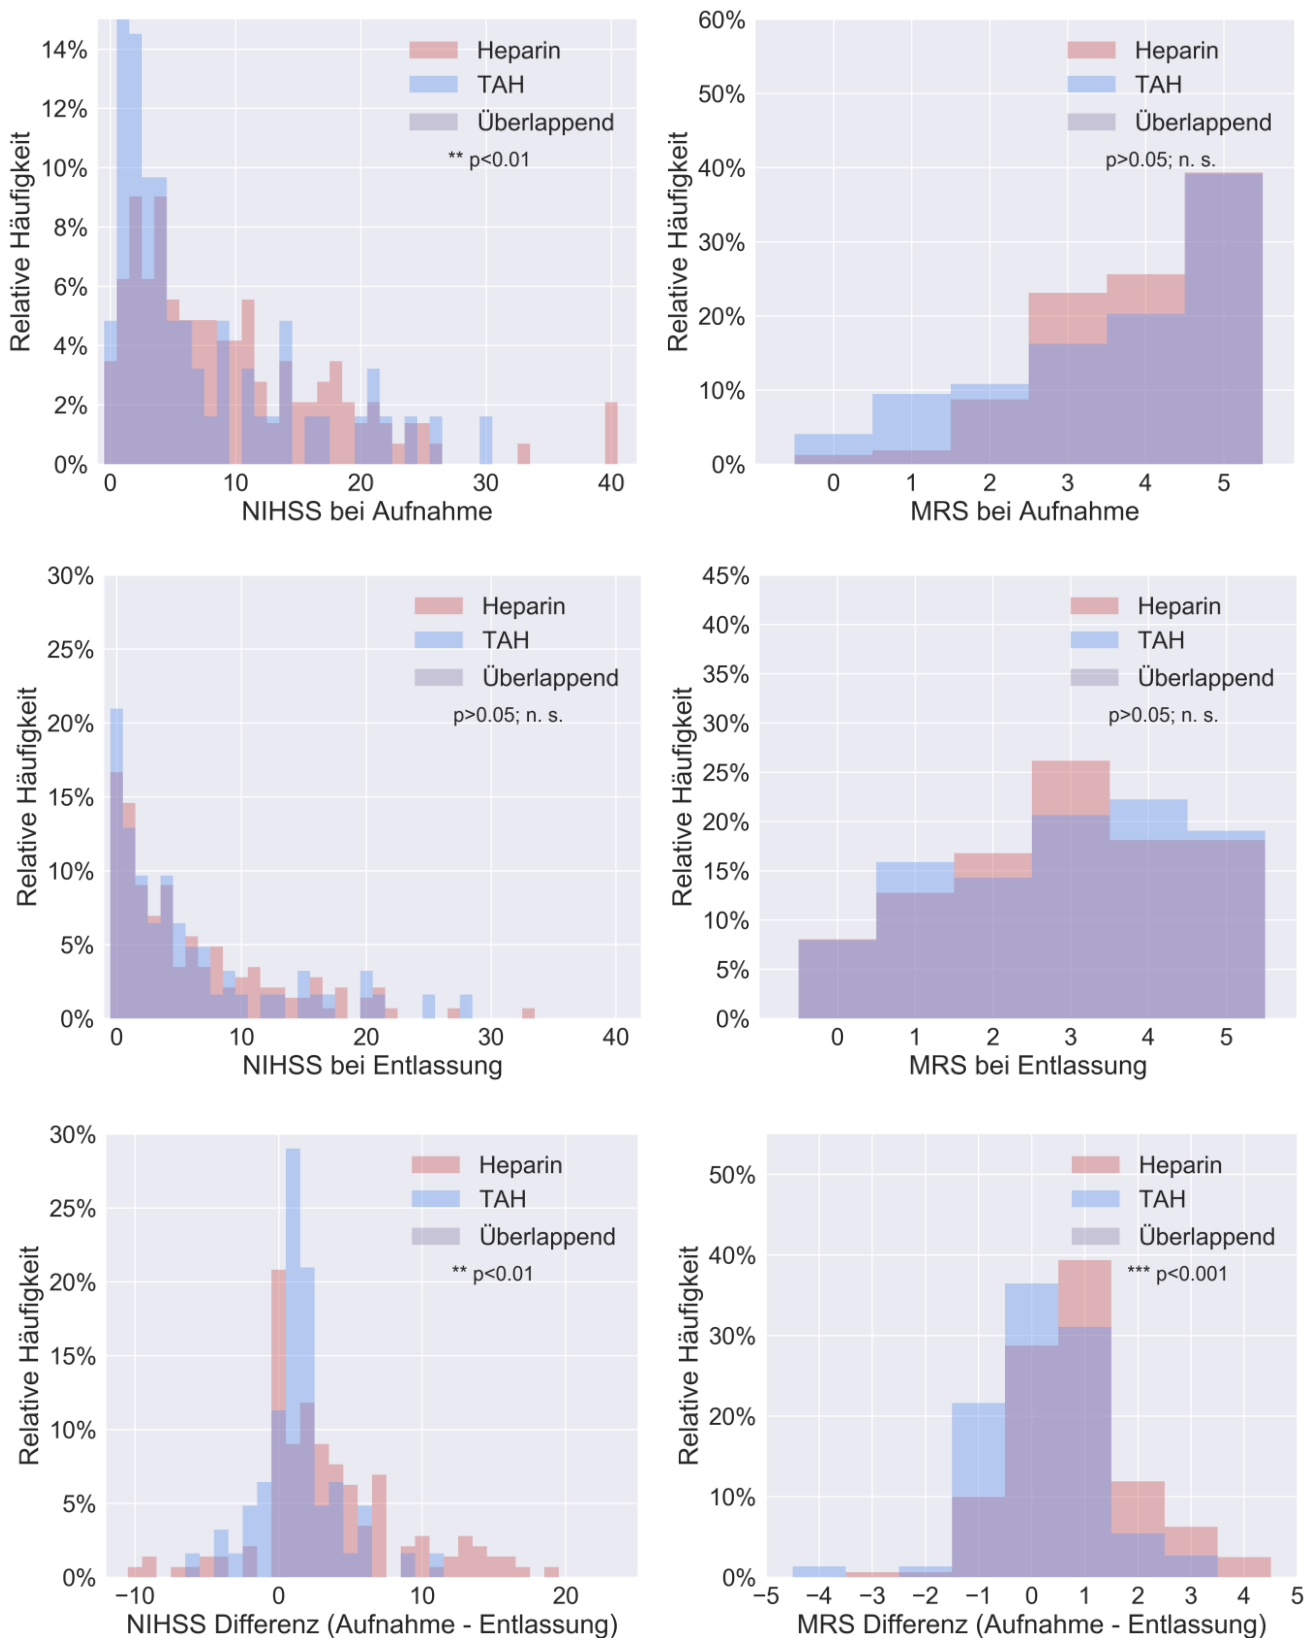 14%
12%
10%
8%
6%
4%
2%
0%
Relative Häufigkeit
Heparin
TAH
Überlappend
** p<0.01
0 10 20 30 40
NIHSS bei Aufnahme
60%
50%
40%
30%
20%
10%
0%
Relative Häufigkeit
Heparin
TAH
Überlappend
p>0.05; n. s.
0 1 2 3 4 5
MRS bei Aufnahme
30%
25%
20%
15%
10%
5%
0%
Relative Häufigkeit
Heparin
TAH
Überlappend
p>0.05; n. s.
0 10 20 30 40
NIHSS bei Entlassung
45%
40%
35%
30%
25%
20%
15%
10%
5%
0%
Relative Häufigkeit
Heparin
TAH
Überlappend
p>0.05; n. s.
0 1 2 3 4 5
MRS bei Entlassung
30%
25%
20%
15%
10%
5%
0%
Relative Häufigkeit
Heparin
TAH
Überlappend
** p<0.01
−10 0 10 20
NIHSS Differenz (Aufnahme - Entlassung)
50%
40%
30%
20%
10%
0%
Relative Häufigkeit
Heparin
TAH
Überlappend
*** p<0.001
−5 −4 −3 −2 −1 0 1 2 3 4 5
MRS Differenz (Aufnahme - Entlassung)